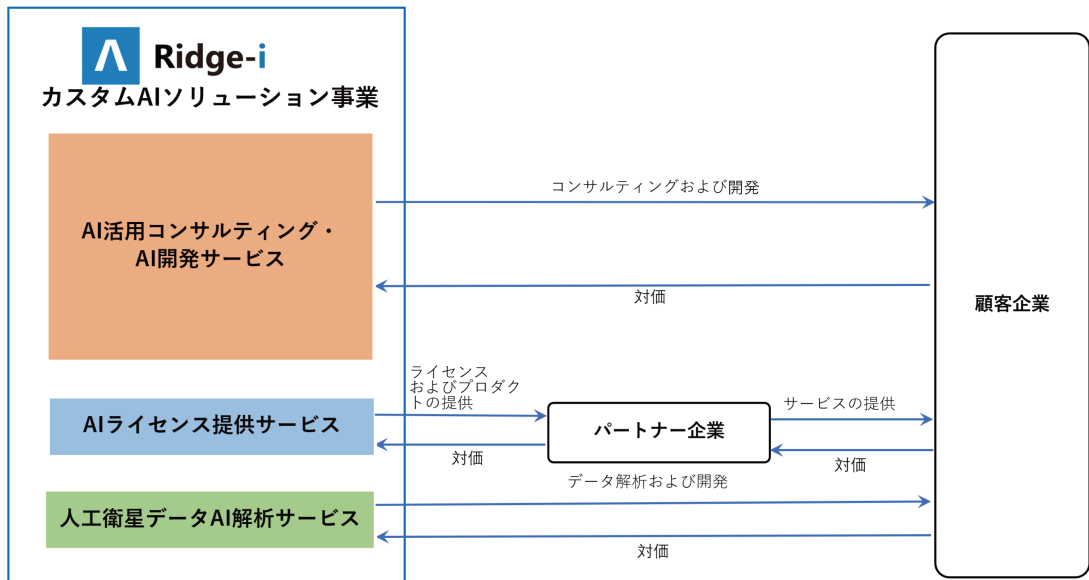 Ridge-i
カスタムAIソリューション事業
AI活用コンサルティング・
AI開発サービス
コンサルティングおよび開発
対価
顧客企業
ライセンス
およびプロダク
トの提供
AIライセンス提供サービス
対価
パートナー企業
サービスの提供
対価
データ解析および開発
人工衛星データAI解析サービス
対価